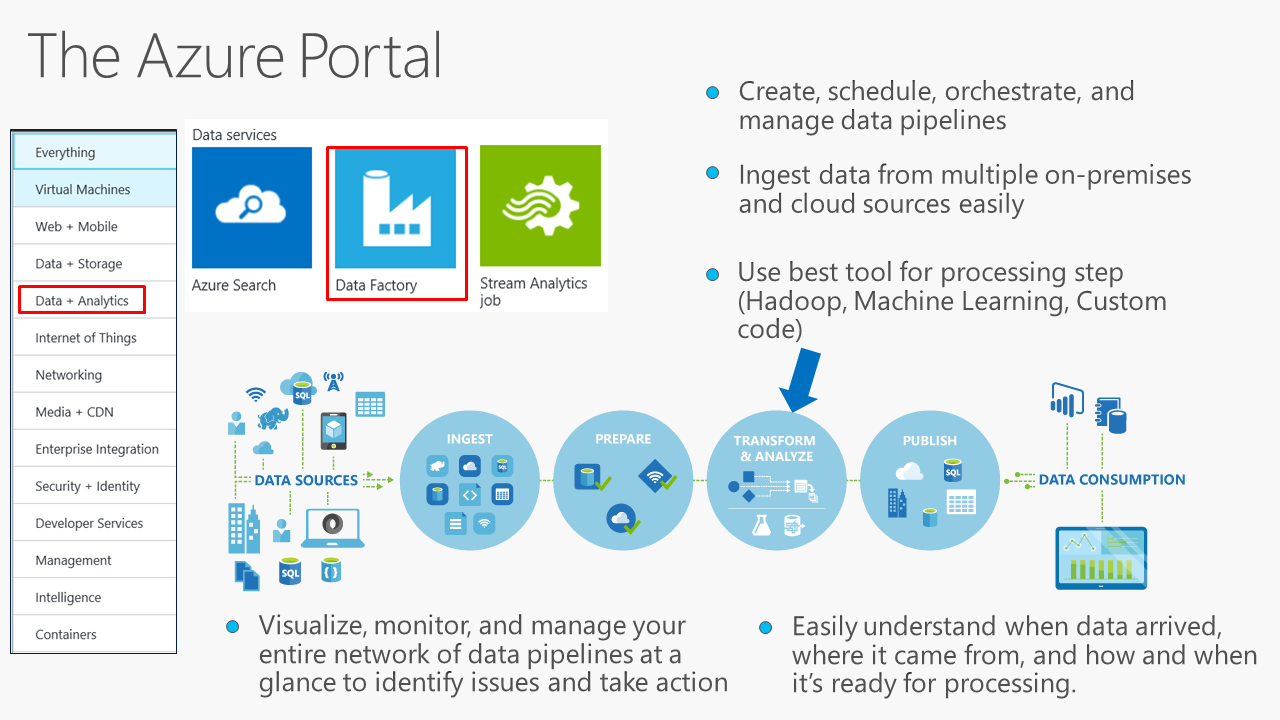 The Azure Portal
Everything
Virtual Machines
Web + Mobile
Data + Storage
Data + Analytics
Internet of Things
Networking
Media + CDN
Enterprise Integration
Security + Identity
Developer Services
Management
Intelligence
Containers
Data services
Azure Search
Data Factory
Stream Analytics
job
Create, schedule, orchestrate, and
manage data pipelines
Ingest data from multiple on-premises
and cloud sources easily
Use best tool for processing step
(Hadoop, Machine Learning, Custom
code)
SQL
DATA SOURCES
SQL
{ }
INGEST
SQL
<>
PREPARE
TRANSFORM
& ANALYZE
PUBLISH
SQL
DATA CONSUMPTION
Visualize, monitor, and manage your
entire network of data pipelines at a
glance to identify issues and take action
Easily understand when data arrived,
where it came from, and how and when
it’s ready for processing.